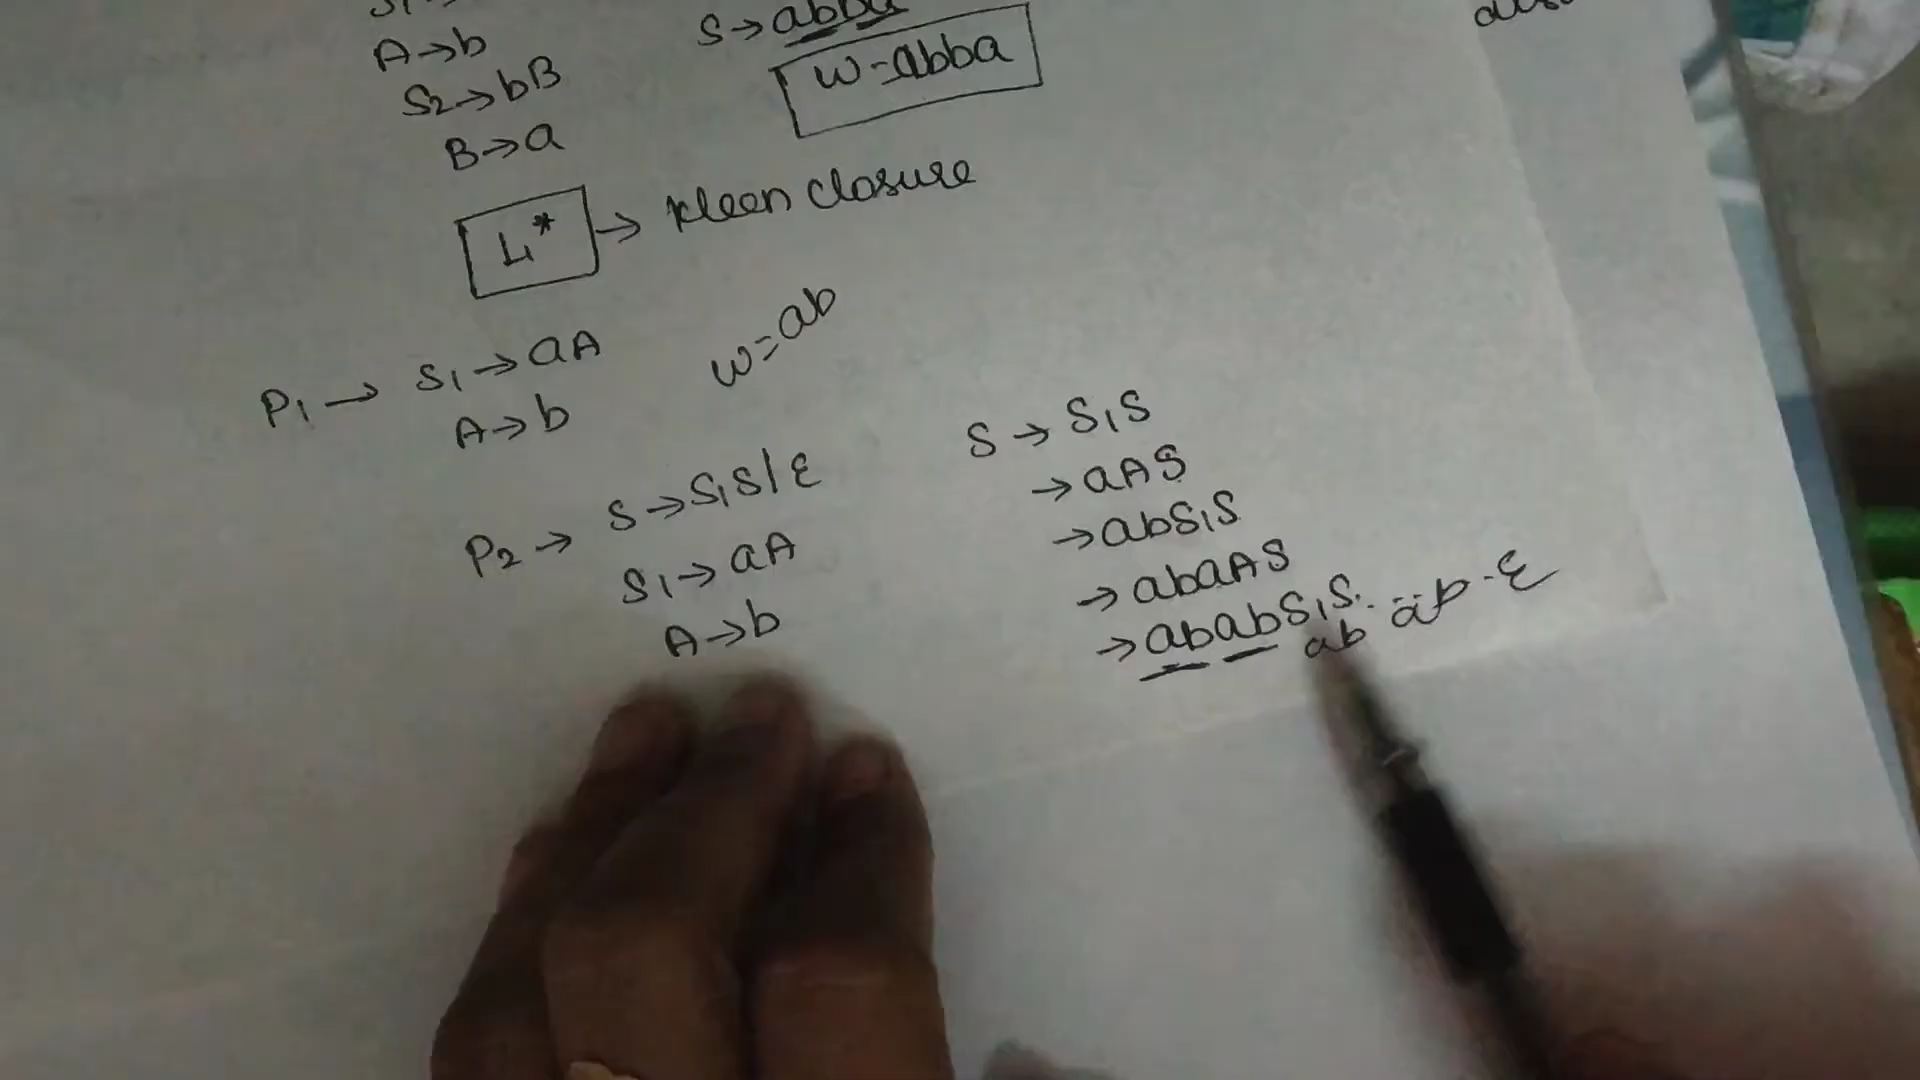 A→b
S2→bB
B→a
S→abba
W=abba
L1* → kleen closure
P1 → S1→aA
A→b
w=ab
P2 → S→S1S/ε
S1→aA
A→b
S → S1S
→aAS
→abS1S
→abaAS
→ababS1S. ab ab.ε